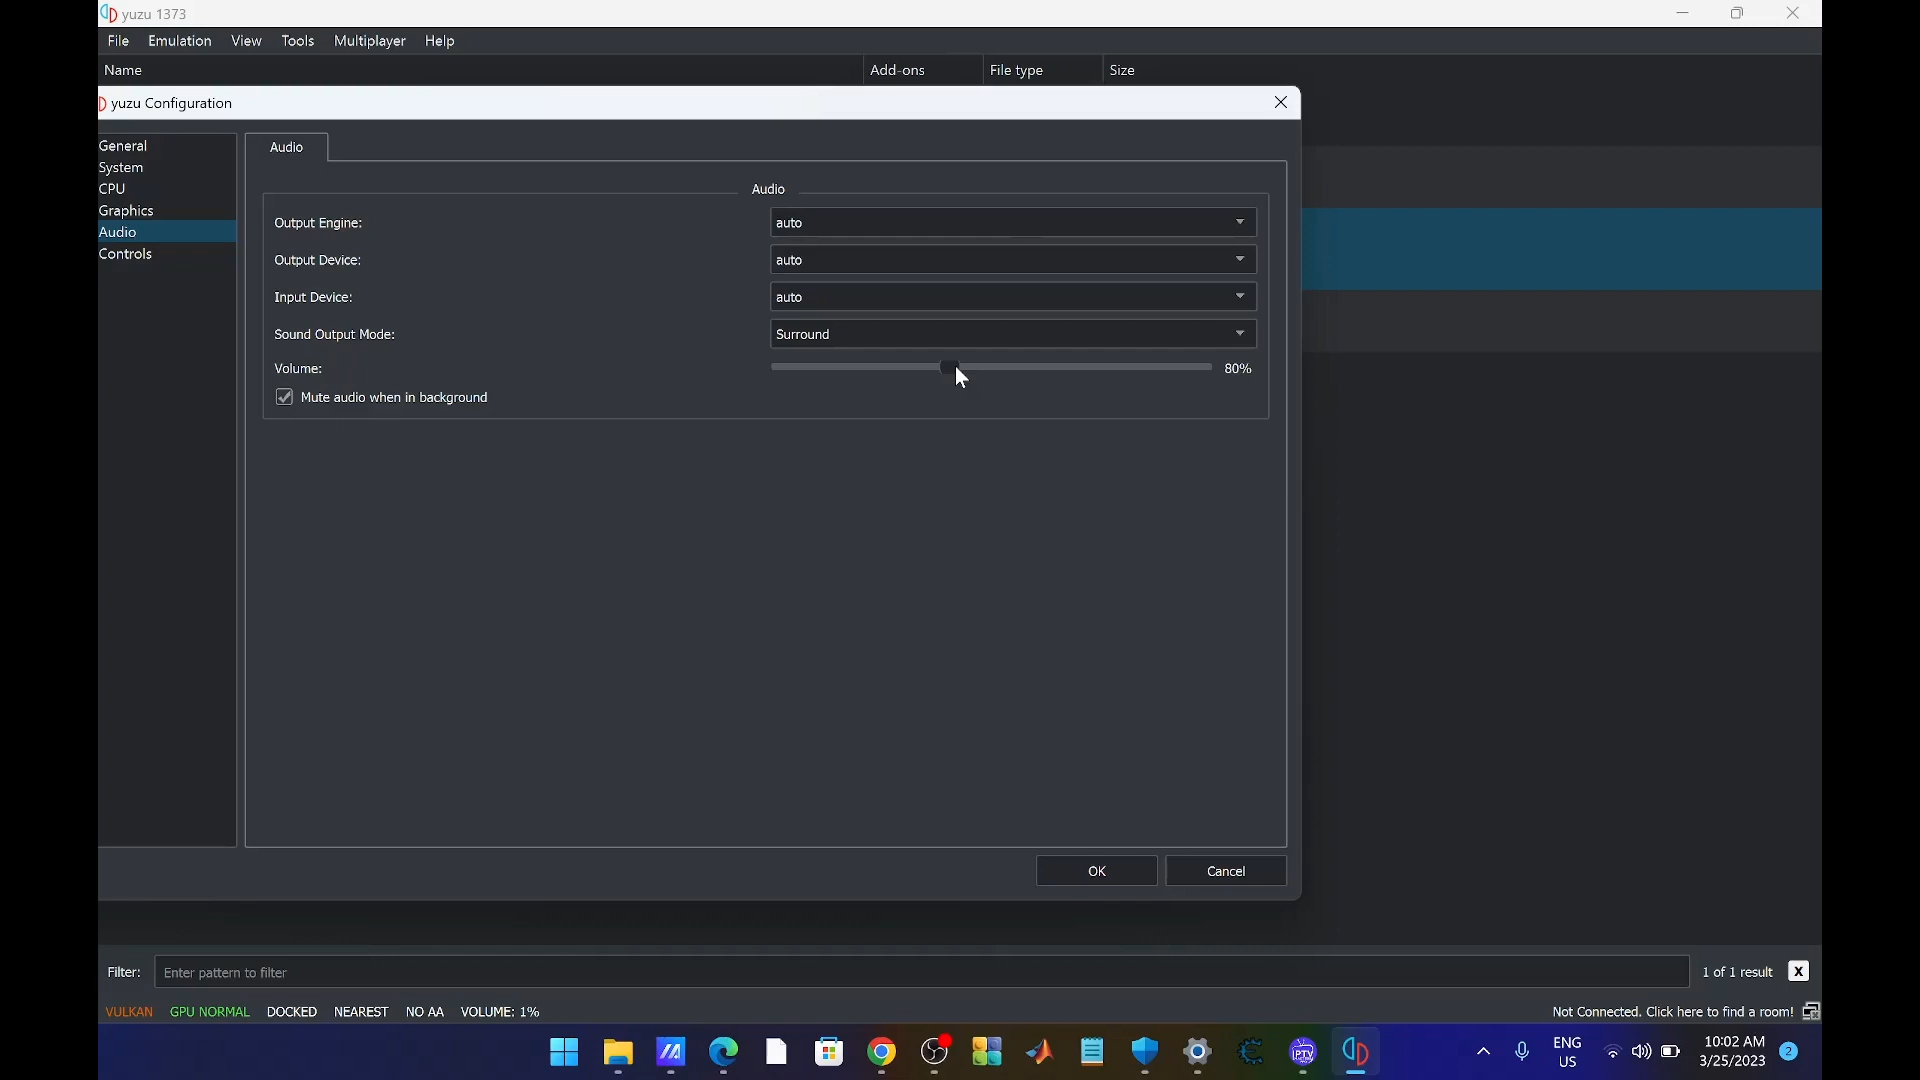 yuzu 1373
File Emulation View Tools Multiplayer Help
Name Add-ons File type Size
yuzu Configuration
General
System
CPU
Graphics
Audio
Controls
Audio
Audio
Output Engine: auto
Output Device: auto
Input Device: auto
Sound Output Mode: Surround
Volume: 80%
Mute audio when in background
OK Cancel
Filter: Enter pattern to filter 1 of 1 result X
VULKAN GPU NORMAL DOCKED NEAREST NO AA VOLUME: 1% Not Connected. Click here to find a room!
IPTV
ENG
US
10:02 AM
3/25/2023
2